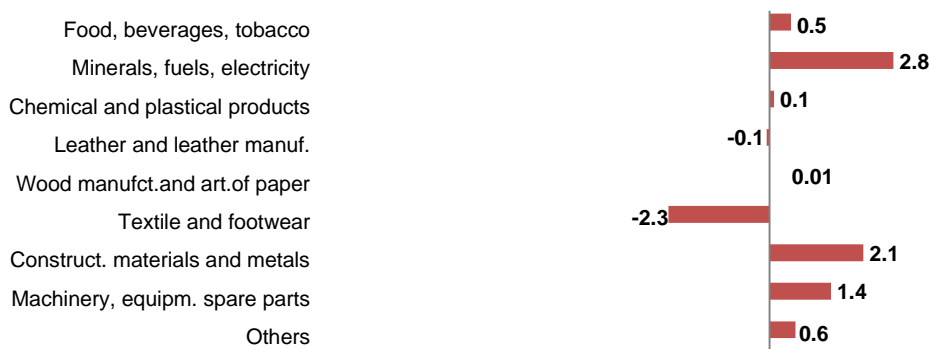 Food, beverages, tobacco 0.5
Minerals, fuels, electricity 2.8
Chemical and plastical products 0.1
Leather and leather manuf. -0.1
Wood manufct.and art.of paper 0.01
Textile and footwear -2.3
Construct. materials and metals 2.1
Machinery, equipm. spare parts 1.4
Others 0.6